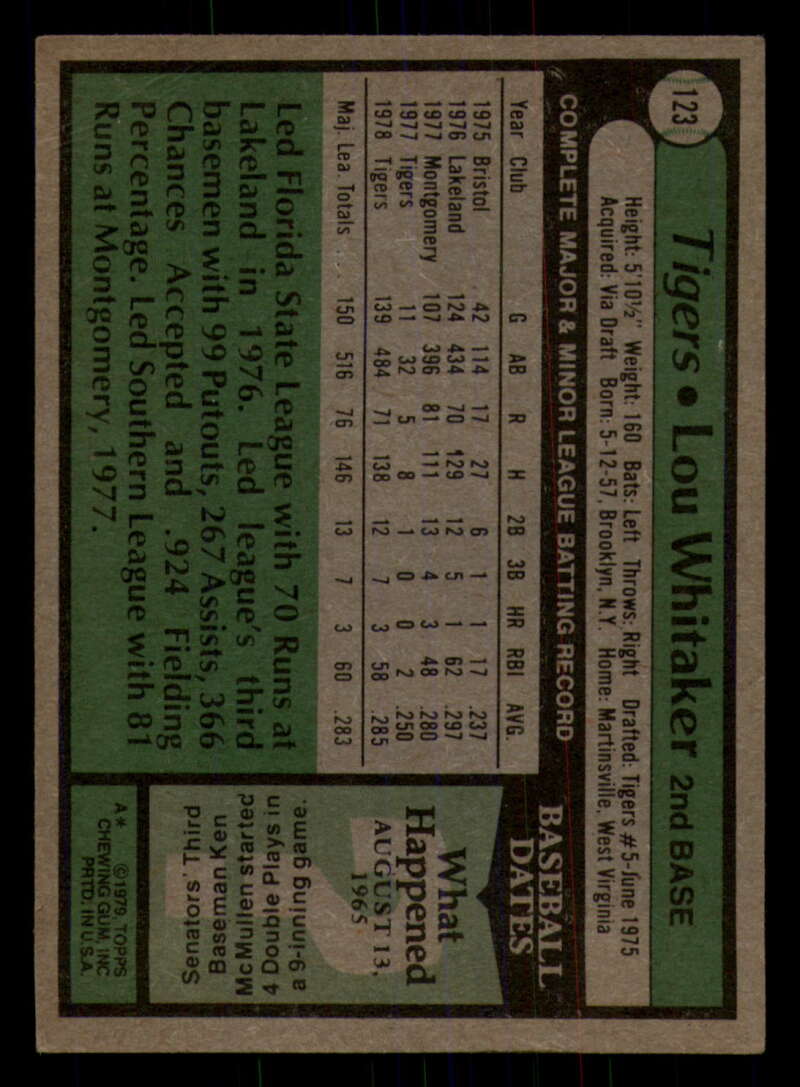 123
Tigers • Lou Whitaker 2nd BASE
Height: 5'10½" Weight: 160 Bats: Left Throws: Right Drafted: Tigers #5-June 1975
Acquired: Via Draft Born: 5-12-57, Brooklyn, N.Y. Home: Martinsville, West Virginia
COMPLETE MAJOR & MINOR LEAGUE BATTING RECORD
Year Club G AB R H 2B 3B HR RBI AVG.
1975 Bristol 42 114 17 27 6 1 1 17 .237
1976 Lakeland 124 434 70 129 12 5 1 62 .297
1977 Montgomery 107 396 81 111 13 4 3 48 .280
1977 Tigers 11 32 5 8 1 0 0 2 .250
1978 Tigers 139 484 71 138 12 7 3 58 .285
Maj. Lea. Totals ... 150 516 76 146 13 7 3 60 .283
Led Florida State League with 70 Runs at
Lakeland in 1976. Led league's third
basemen with 99 Putouts, 267 Assists, 366
Chances Accepted and .924 Fielding
Percentage. Led Southern League with 81
Runs at Montgomery, 1977.
BASEBALL
DATES
What
Happened
AUGUST 13,
1965
Senators' Third
Baseman Ken
McMullen started
4 Double Plays in
a 9-inning game.
A* ©1979, TOPPS
CHEWING GUM, INC.
PRTD. IN U.S.A.